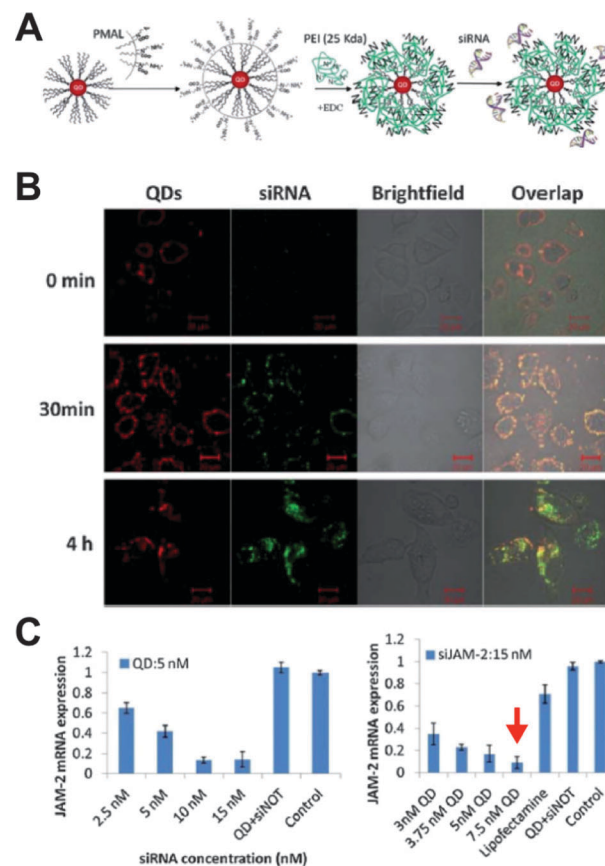 A
PMAL
PEI (25 Kda)
siRNA
QD
QD
QD
QD
+EDC
B
QDs siRNA Brightfield Overlap
0 min
30min
4 h
C
JAM-2 mRNA expression
1.2
1
0.8
0.6
0.4
0.2
0
QD:5 nM
2.5 nM
5 nM
10 nM
15 nM
QD+siNOT
Control
siRNA concentration (nM)
JAM-2 mRNA expression
1.2
1
0.8
0.6
0.4
0.2
0
siJAM-2:15 nM
3nM QD
3.75 nM QD
5nM QD
7.5 nM QD
Lipofectamine
QD+siNOT
Control